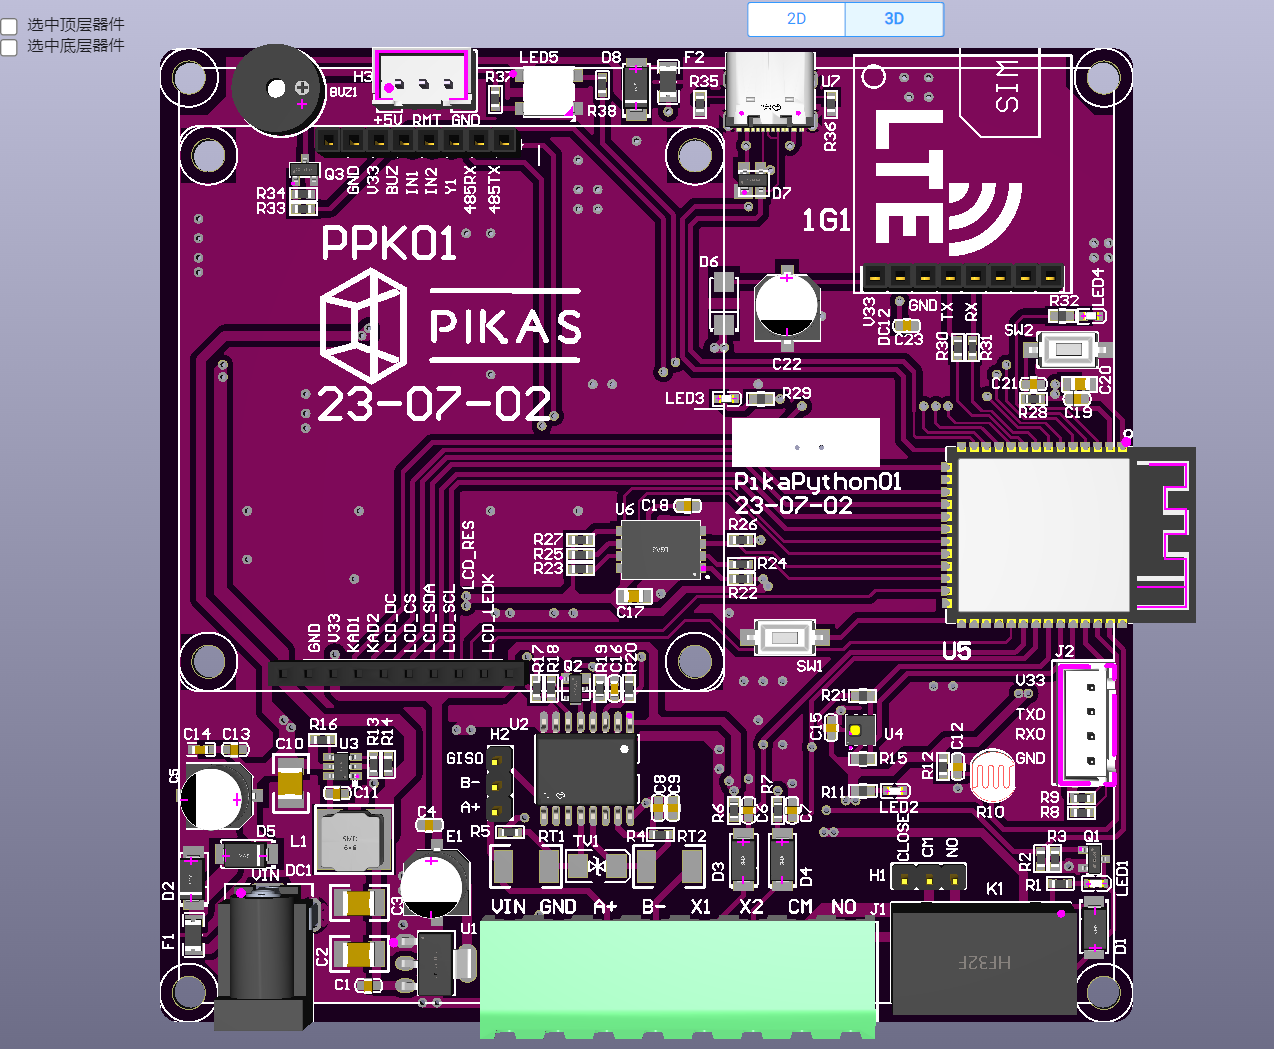 选中顶层器件
选中底层器件
2D
3D
H3
BUZ1
+5V RMT GND
R37
LED5
R38
D8
F2
R35
U7
R36
D7
SIM
LTE
1G1
Q3
R34
R33
GND
V33
BUZ
IN1
IN2
Y1
485RX
485TX
PPK01
PIKAS
23-07-02
D6
C22
V33
DC12
GND
TX
RX
C23
R30
R31
R32
LED4
SW2
C21
C20
R28
C19
LED3
R29
PikaPython01
23-07-02
U6
C18
R27
R25
R23
R26
R24
R22
C17
GND
V33
KAD1
KAD2
LCD_DC
LCD_CS
LCD_SDA
LCD_SCL
LCD_RES
LCD_LEDK
SW1
U5
J2
V33
TXO
RXO
GND
R17
R18
Q2
R19
C16
R20
R21
C15
U4
R15
R12
C12
R11
LED2
R10
R9
R8
C14
C13
C10
R16
U3
R13
R14
C11
C5
H2
GISO
B-
A+
U2
C8
C9
R6
R7
C6
C7
L1
C4
E1
R5
RT1
TV1
R4
RT2
D3
D4
CLOSE
CM
NO
H1
R3
Q1
R2
R1
LED1
D5
DC1
VIN
D2
F1
C3
C2
C1
U1
VIN GND A+ B- X1 X2 CM NO
J1
K1
HF32F
D1